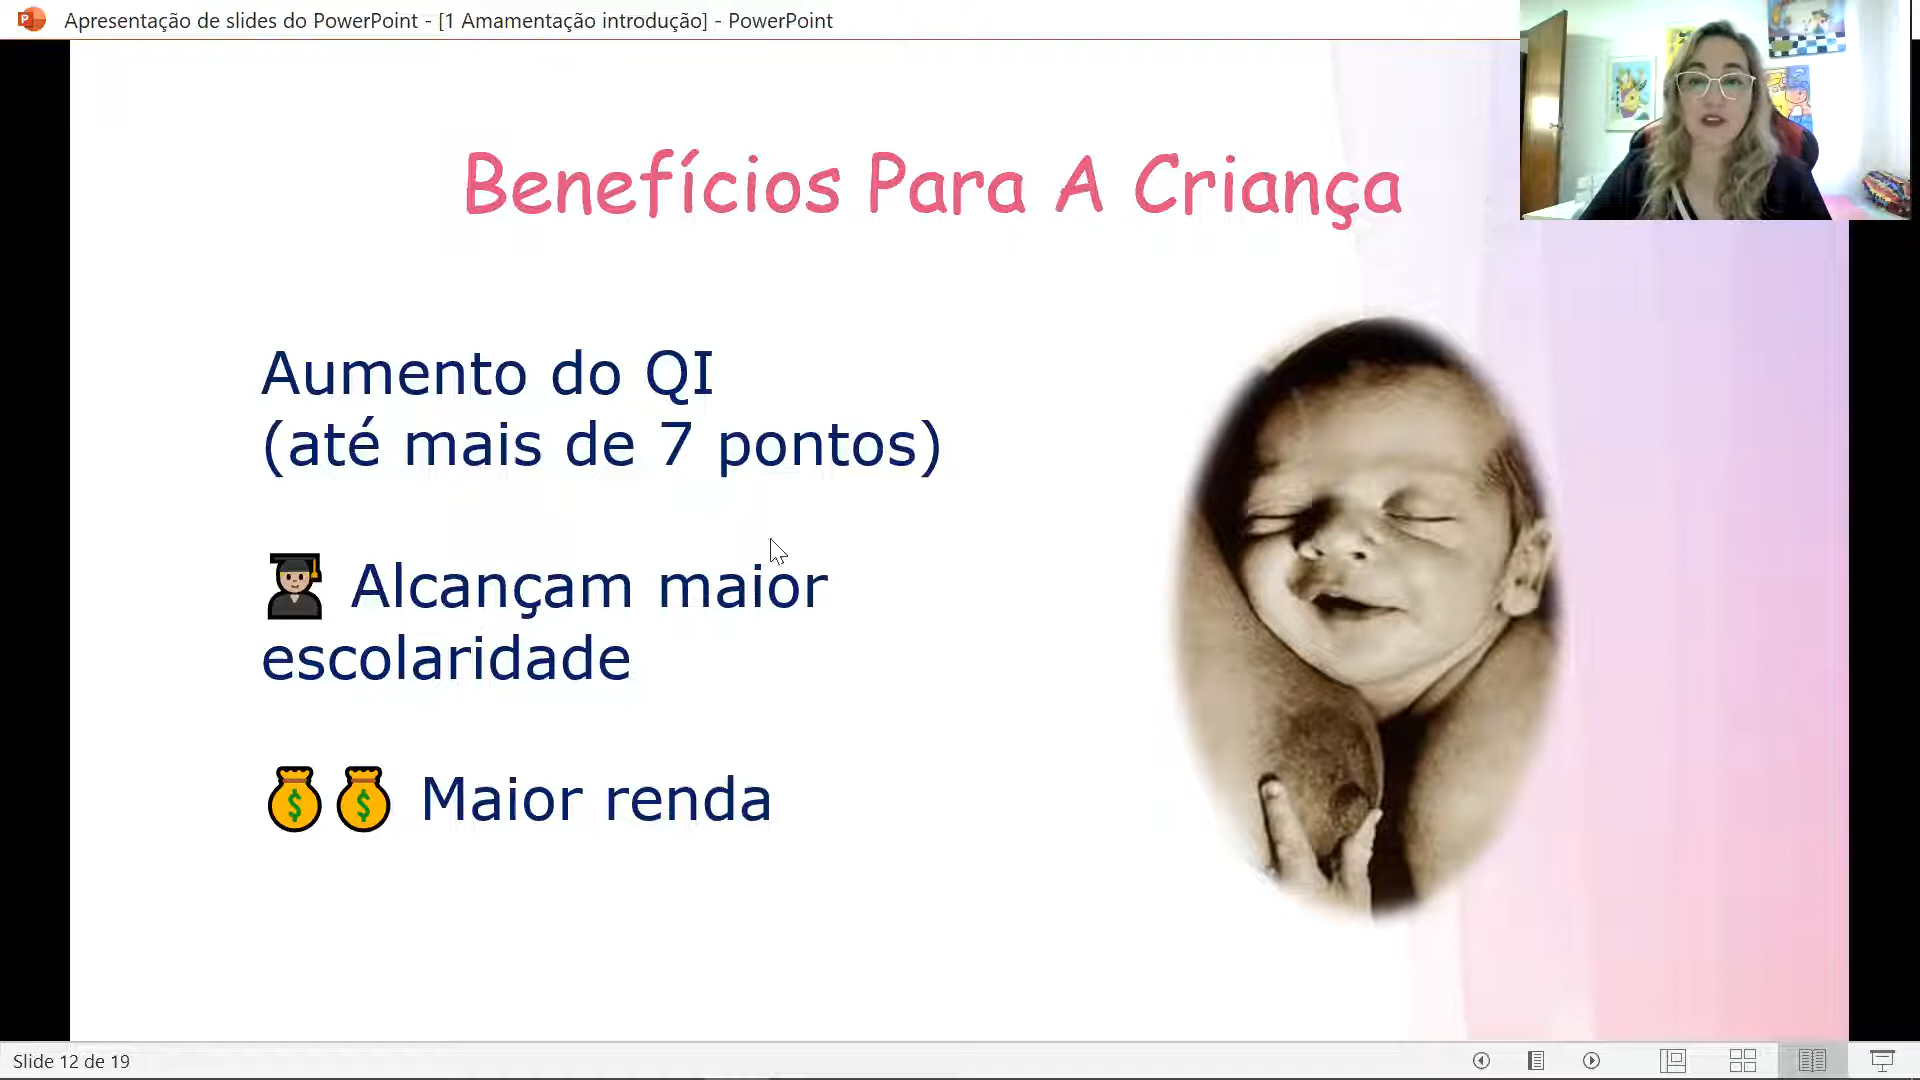 Apresentação de slides do PowerPoint - [1 Amamentação introdução] - PowerPoint
Benefícios Para A Criança
Aumento do QI
(até mais de 7 pontos)
Alcançam maior
escolaridade
Maior renda
Slide 12 de 19